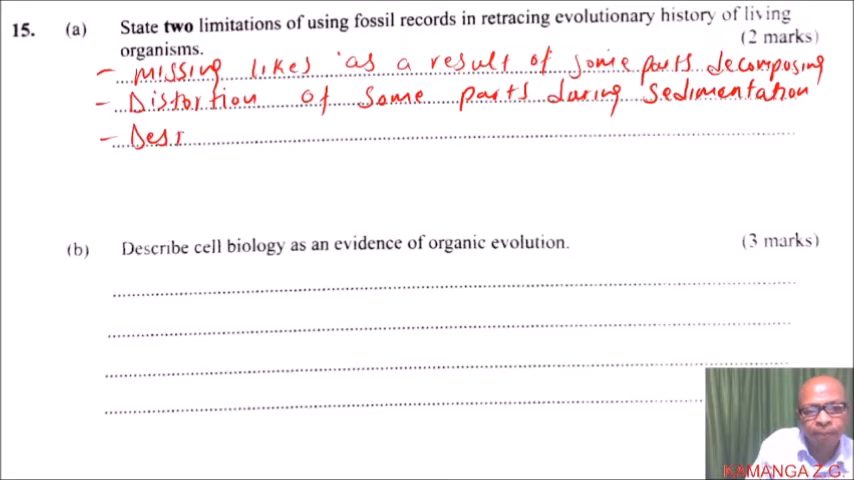 15. (a) State two limitations of using fossil records in retracing evolutionary history of living
organisms. (2 marks)
- missing likes as a result of some parts decomposing
- Distortion of some parts during sedimentation
- Des
(b) Describe cell biology as an evidence of organic evolution. (3 marks)
KAMANGA Z.G.